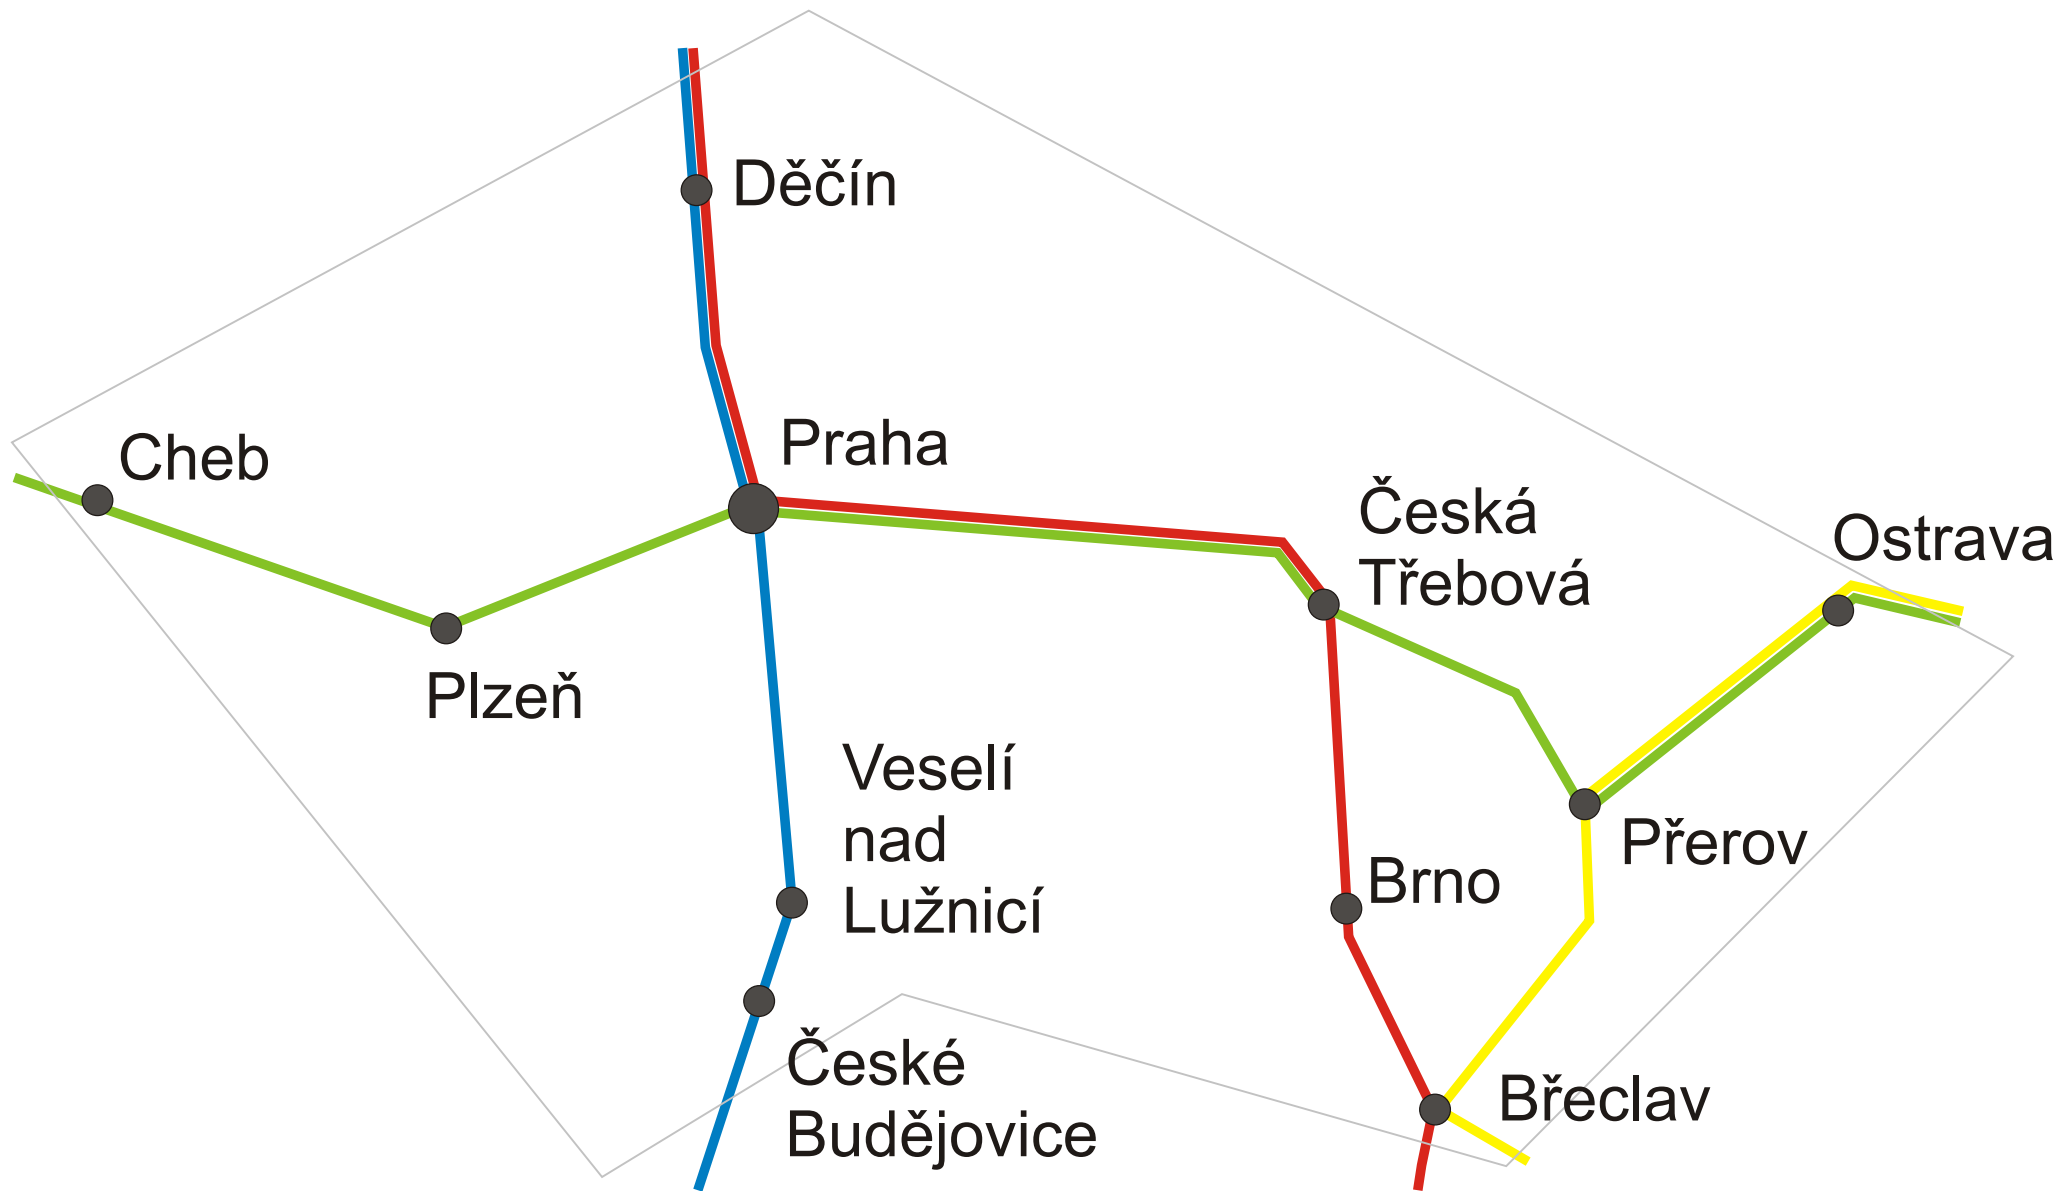 Děčín
Praha
Cheb
Česká
Třebová
Ostrava
Plzeň
Veselí
nad
Lužnicí
Přerov
Brno
České
Budějovice
Břeclav